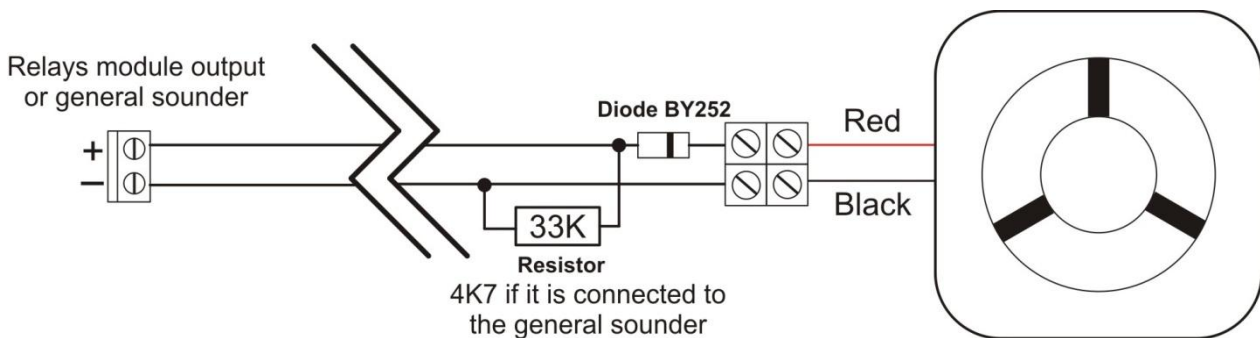 Relays module output
or general sounder
+
−
Diode BY252
Red
Black
33K
Resistor
4K7 if it is connected to
the general sounder